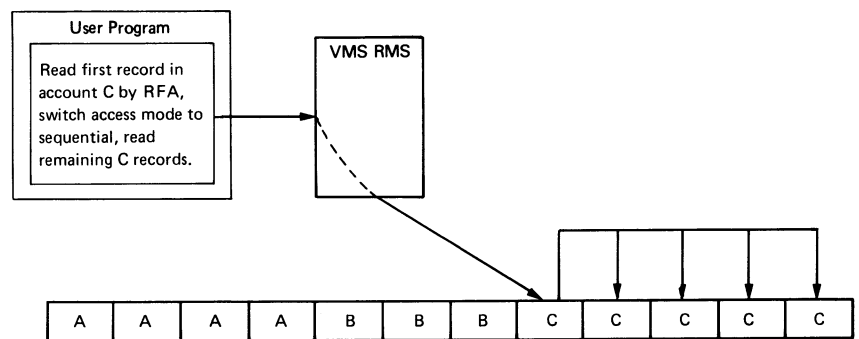 User Program
Read first record in
account C by RFA,
switch access mode to
sequential, read
remaining C records.
VMS RMS
A A A A B B B C C C C C